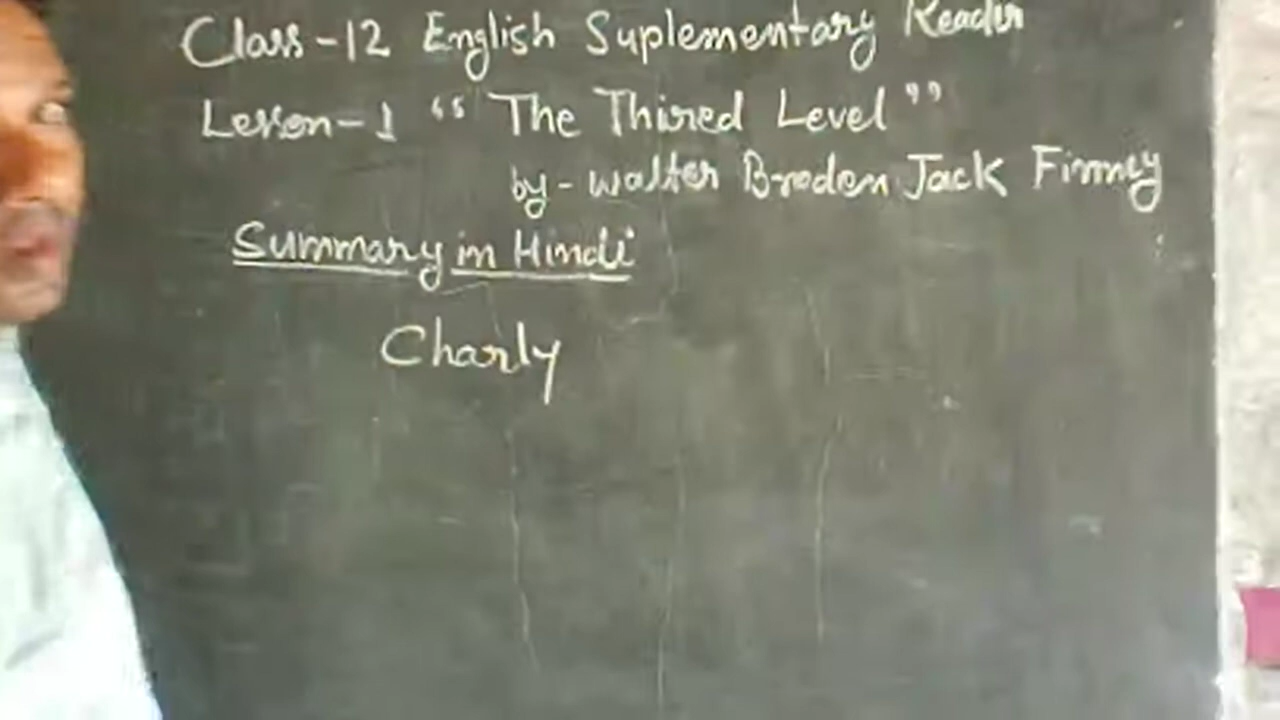 Class-12 English Suplementary Reader
Lesson-1 "The Thired Level"
by-Walter Broden Jack Finney
Summary in Hindi
Charly